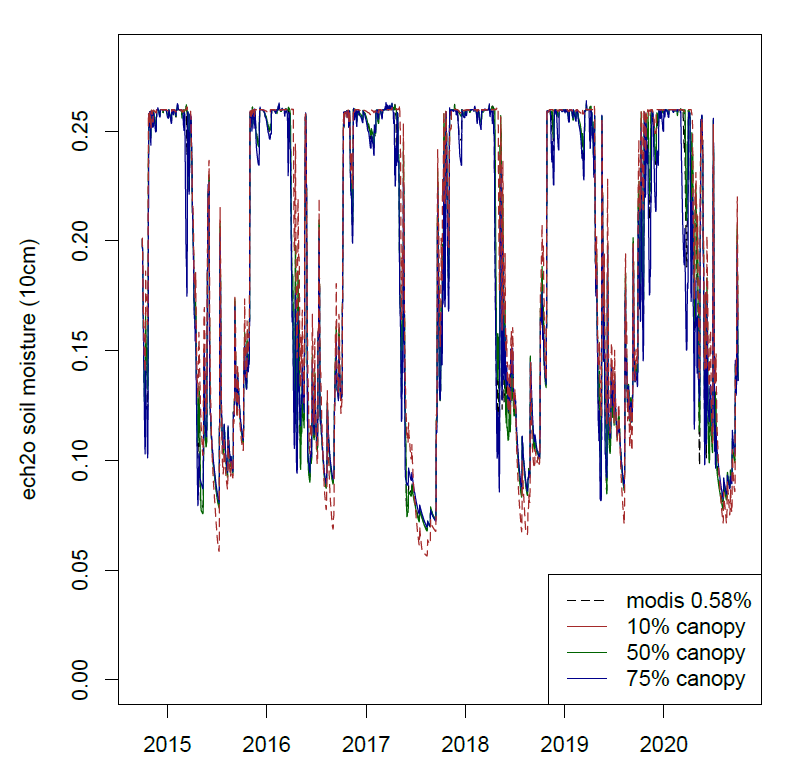 ech2o soil moisture (10cm)
0.25
0.20
0.15
0.10
0.05
0.00
modis 0.58%
10% canopy
50% canopy
75% canopy
2015 2016 2017 2018 2019 2020